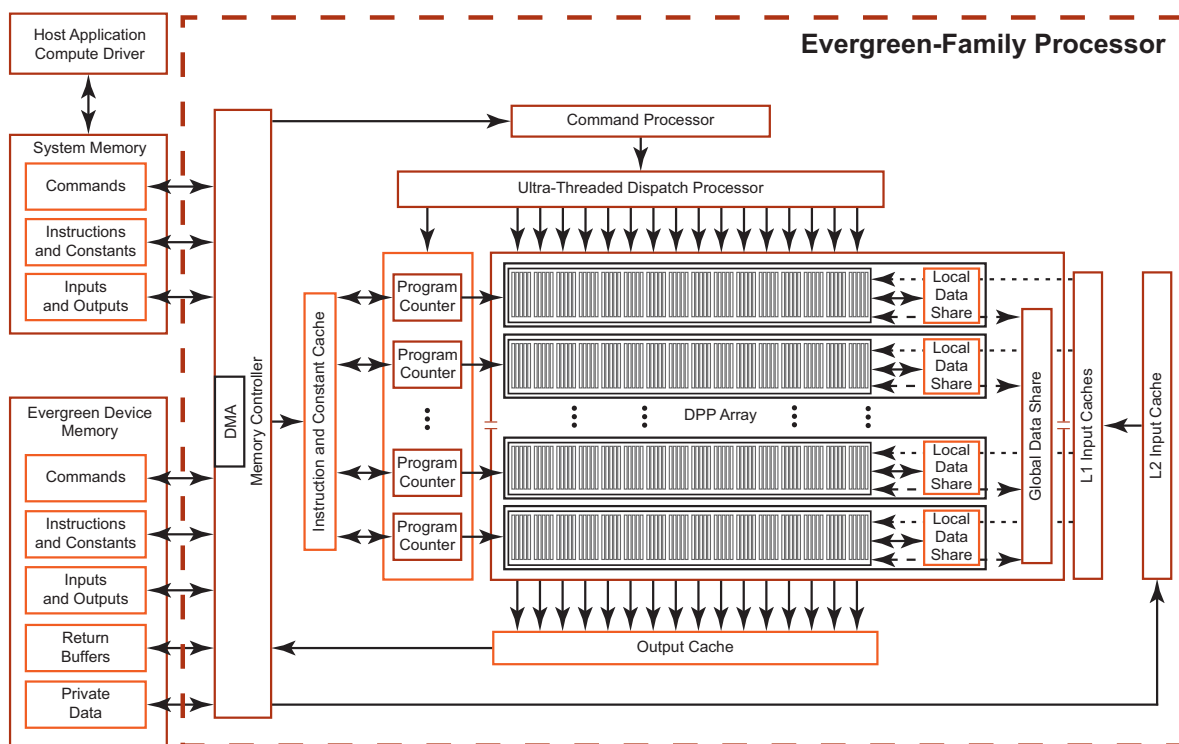 Host Application
Compute Driver
Evergreen-Family Processor
System Memory
Commands
Instructions
and Constants
Inputs
and Outputs
Evergreen Device
Memory
Commands
Instructions
and Constants
Inputs
and Outputs
Return
Buffers
Private
Data
DMA
Memory Controller
Command Processor
Ultra-Threaded Dispatch Processor
Instruction and Constant Cache
Program
Counter
Program
Counter
Program
Counter
Program
Counter
Local
Data
Share
Local
Data
Share
DPP Array
Local
Data
Share
Local
Data
Share
Global Data Share
L1 Input Caches
L2 Input Cache
Output Cache